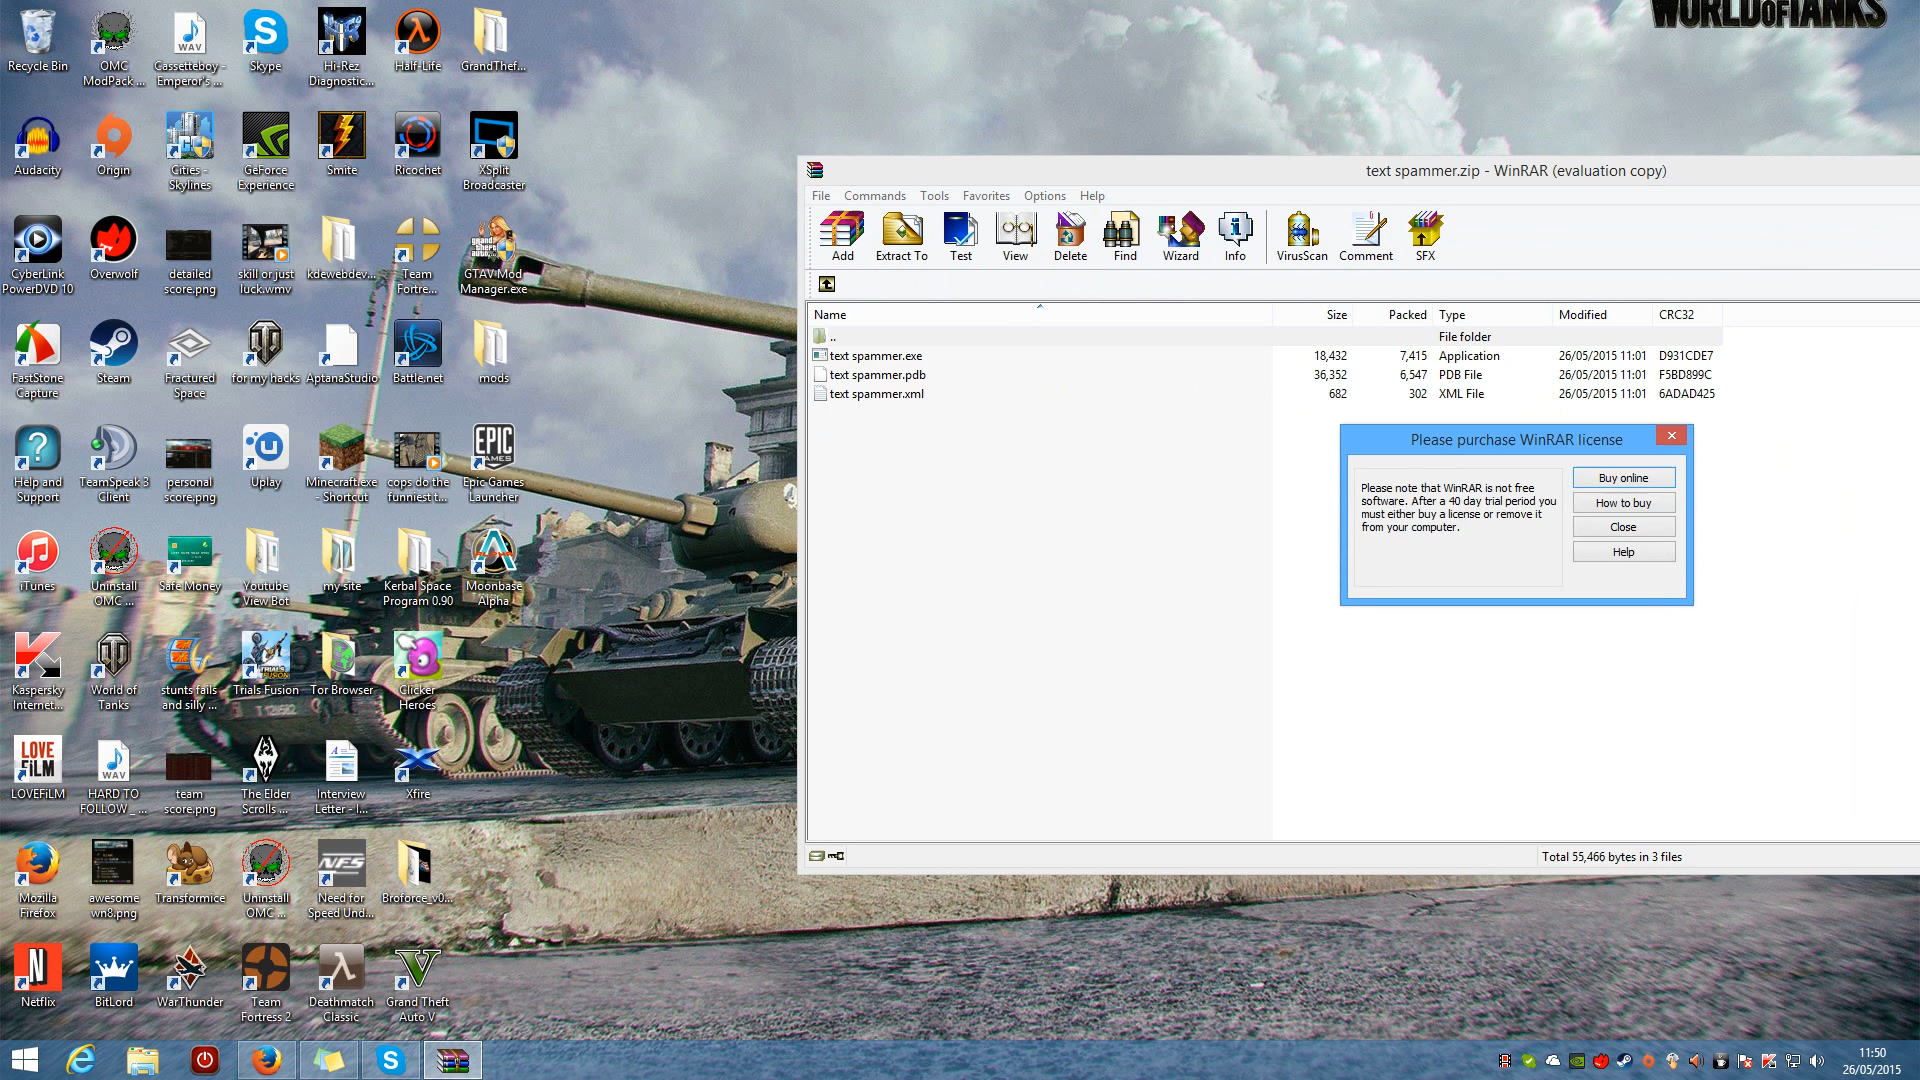 WORLD OF TANKS
Recycle Bin
OMC
ModPack ...
WAV
Cassetteboy -
Emperor's ...
Skype
Hi-Rez
Diagnostic...
Half-Life
GrandThef...
Audacity
Origin
Cities -
Skylines
GeForce
Experience
Smite
Ricochet
XSplit
Broadcaster
CyberLink
PowerDVD 10
Overwolf
detailed
score.png
skill or just
luck.wmv
kdewebdev...
Team
Fortre...
GTAV Mod
Manager.exe
FastStone
Capture
Steam
Fractured
Space
for my hacks
AptanaStudio
Battle.net
mods
Help and
Support
TeamSpeak 3
Client
personal
score.png
Uplay
Minecraft.exe
- Shortcut
cops do the
funniest t...
EPIC
GAMES
Epic Games
Launcher
iTunes
Uninstall
OMC ...
Safe Money
Youtube
View Bot
my site
Kerbal Space
Program 0.90
Moonbase
Alpha
Kaspersky
Internet...
World of
Tanks
stunts fails
and silly ...
Trials Fusion
Tor Browser
Clicker
Heroes
LOVE
FiLM
LOVEFiLM
WAV
HARD TO
FOLLOW _ ...
team
score.png
The Elder
Scrolls ...
Interview
Letter - I...
Xfire
Mozilla
Firefox
awesome
wn8.png
Transformice
Uninstall
OMC ...
NFS
Need for
Speed Und...
Broforce_v0...
Netflix
BitLord
WarThunder
Team
Fortress 2
Deathmatch
Classic
Grand Theft
Auto V
text spammer.zip - WinRAR (evaluation copy)
File Commands Tools Favorites Options Help
Add Extract To Test View Delete Find Wizard Info VirusScan Comment SFX
Name Size Packed Type Modified CRC32
.. File folder
text spammer.exe 18,432 7,415 Application 26/05/2015 11:01 D931CDE7
text spammer.pdb 36,352 6,547 PDB File 26/05/2015 11:01 F5BD899C
text spammer.xml 682 302 XML File 26/05/2015 11:01 6ADAD425
Please purchase WinRAR license
Please note that WinRAR is not free
software. After a 40 day trial period you
must either buy a license or remove it
from your computer.
Buy online
How to buy
Close
Help
Total 55,466 bytes in 3 files
11:50
26/05/2015